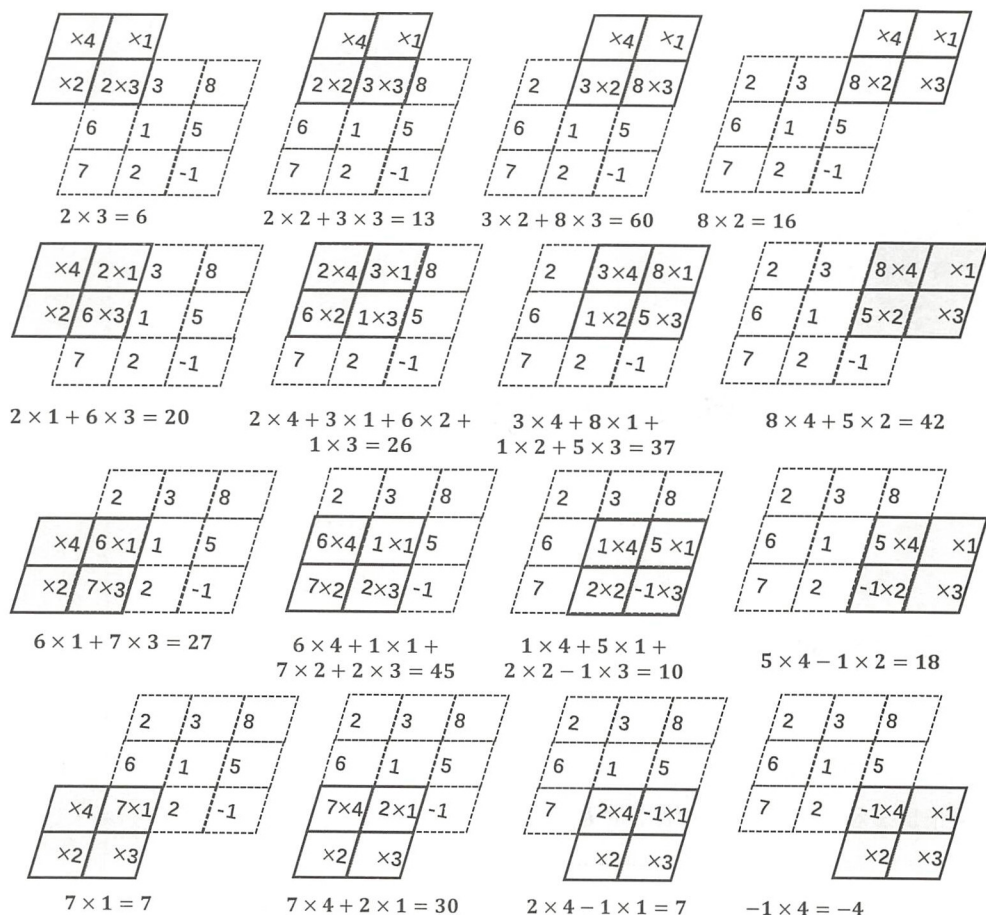 ×4 ×1 ×4 ×1 ×4 ×1 ×4 ×1
×2 2×3 3 8 2×2 3×3 8 2 3×2 8×3 2 3 8×2 ×3
6 1 5 6 1 5 6 1 5 6 1 5
7 2 -1 7 2 -1 7 2 -1 7 2 -1
2 × 3 = 6 2 × 2 + 3 × 3 = 13 3 × 2 + 8 × 3 = 60 8 × 2 = 16
×4 2×1 3 8 2×4 3×1 8 2 3×4 8×1 2 3 8×4 ×1
×2 6×3 1 5 6×2 1×3 5 6 1×2 5×3 6 1 5×2 ×3
7 2 -1 7 2 -1 7 2 -1 7 2 -1
2 × 1 + 6 × 3 = 20 2 × 4 + 3 × 1 + 6 × 2 + 3 × 4 + 8 × 1 + 8 × 4 + 5 × 2 = 42
1 × 3 = 26 1 × 2 + 5 × 3 = 37
2 3 8 2 3 8 2 3 8 2 3 8
×4 6×1 1 5 6×4 1×1 5 6 1×4 5×1 6 1 5×4 ×1
×2 7×3 2 -1 7×2 2×3 -1 7 2×2 -1×3 7 2 -1×2 ×3
6 × 1 + 7 × 3 = 27 6 × 4 + 1 × 1 + 1 × 4 + 5 × 1 + 5 × 4 − 1 × 2 = 18
7 × 2 + 2 × 3 = 45 2 × 2 − 1 × 3 = 10
2 3 8 2 3 8 2 3 8 2 3 8
6 1 5 6 1 5 6 1 5 6 1 5
×4 7×1 2 -1 7×4 2×1 -1 7 2×4 -1×1 7 2 -1×4 ×1
×2 ×3 ×2 ×3 ×2 ×3 ×2 ×3
7 × 1 = 7 7 × 4 + 2 × 1 = 30 2 × 4 − 1 × 1 = 7 −1 × 4 = −4